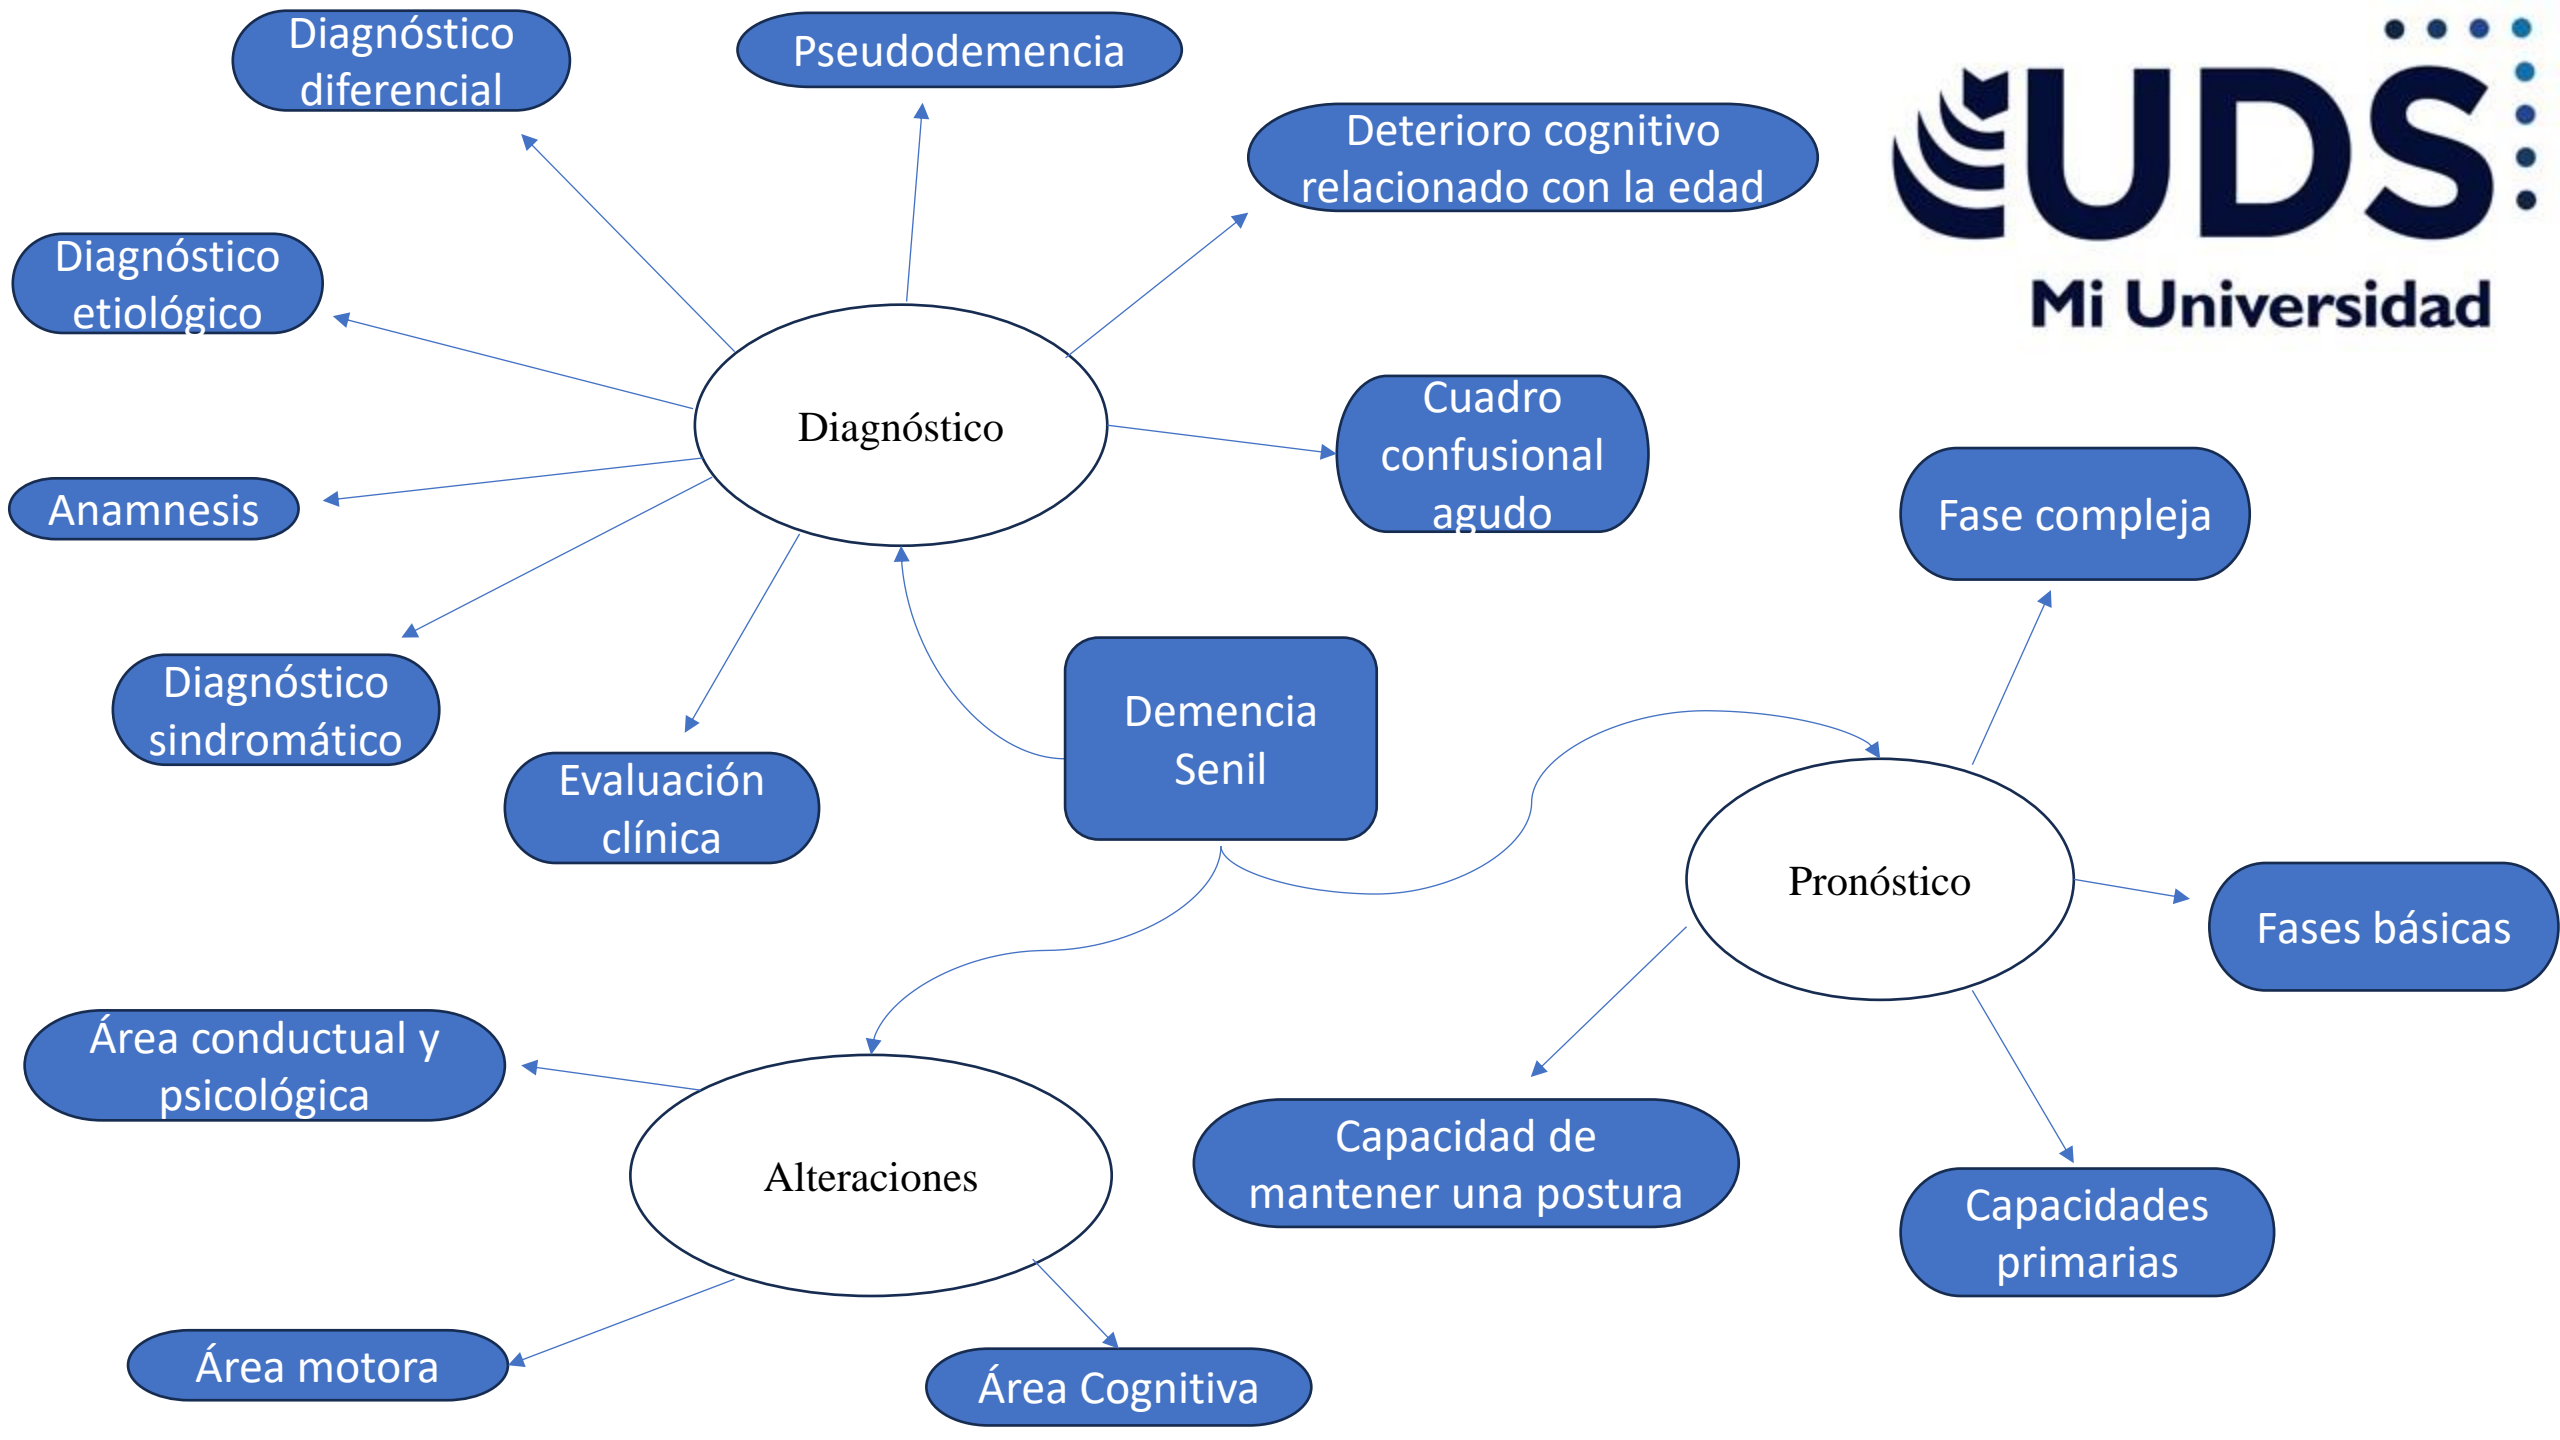 Diagnóstico
diferencial
Pseudodemencia
Deterioro cognitivo
relacionado con la edad
UDS
Mi Universidad
Diagnóstico
etiológico
Diagnóstico
Cuadro
confusional
agudo
Anamnesis
Fase compleja
Diagnóstico
sindromático
Evaluación
clínica
Demencia
Senil
Pronóstico
Fases básicas
Área conductual y
psicológica
Alteraciones
Capacidad de
mantener una postura
Capacidades
primarias
Área motora
Área Cognitiva